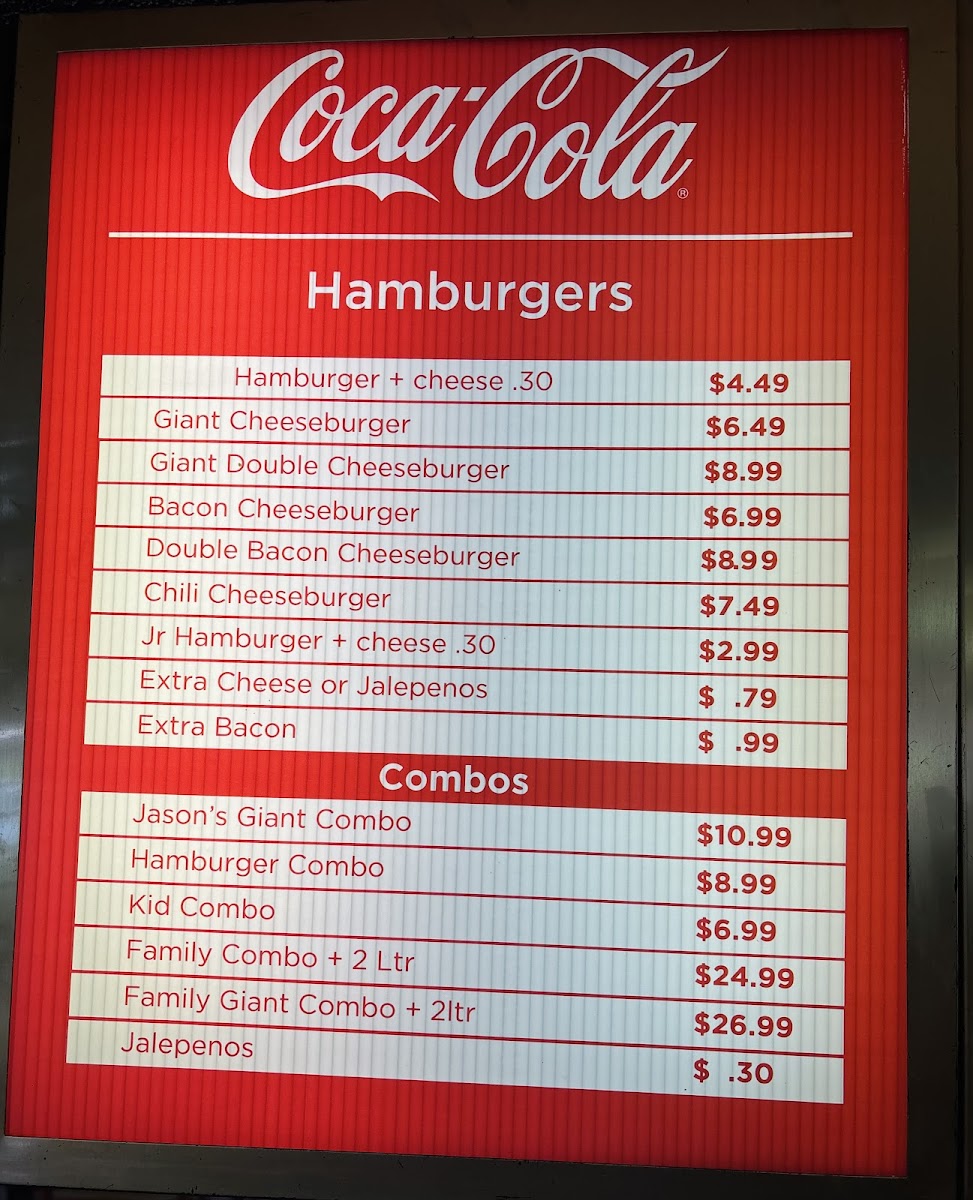 Coca-Cola®
Hamburgers
Hamburger + cheese .30 $4.49
Giant Cheeseburger $6.49
Giant Double Cheeseburger $8.99
Bacon Cheeseburger $6.99
Double Bacon Cheeseburger $8.99
Chili Cheeseburger $7.49
Jr Hamburger + cheese .30 $2.99
Extra Cheese or Jalepenos $ .79
Extra Bacon $ .99
Combos
Jason's Giant Combo $10.99
Hamburger Combo $8.99
Kid Combo $6.99
Family Combo + 2 Ltr $24.99
Family Giant Combo + 2ltr $26.99
Jalepenos $ .30